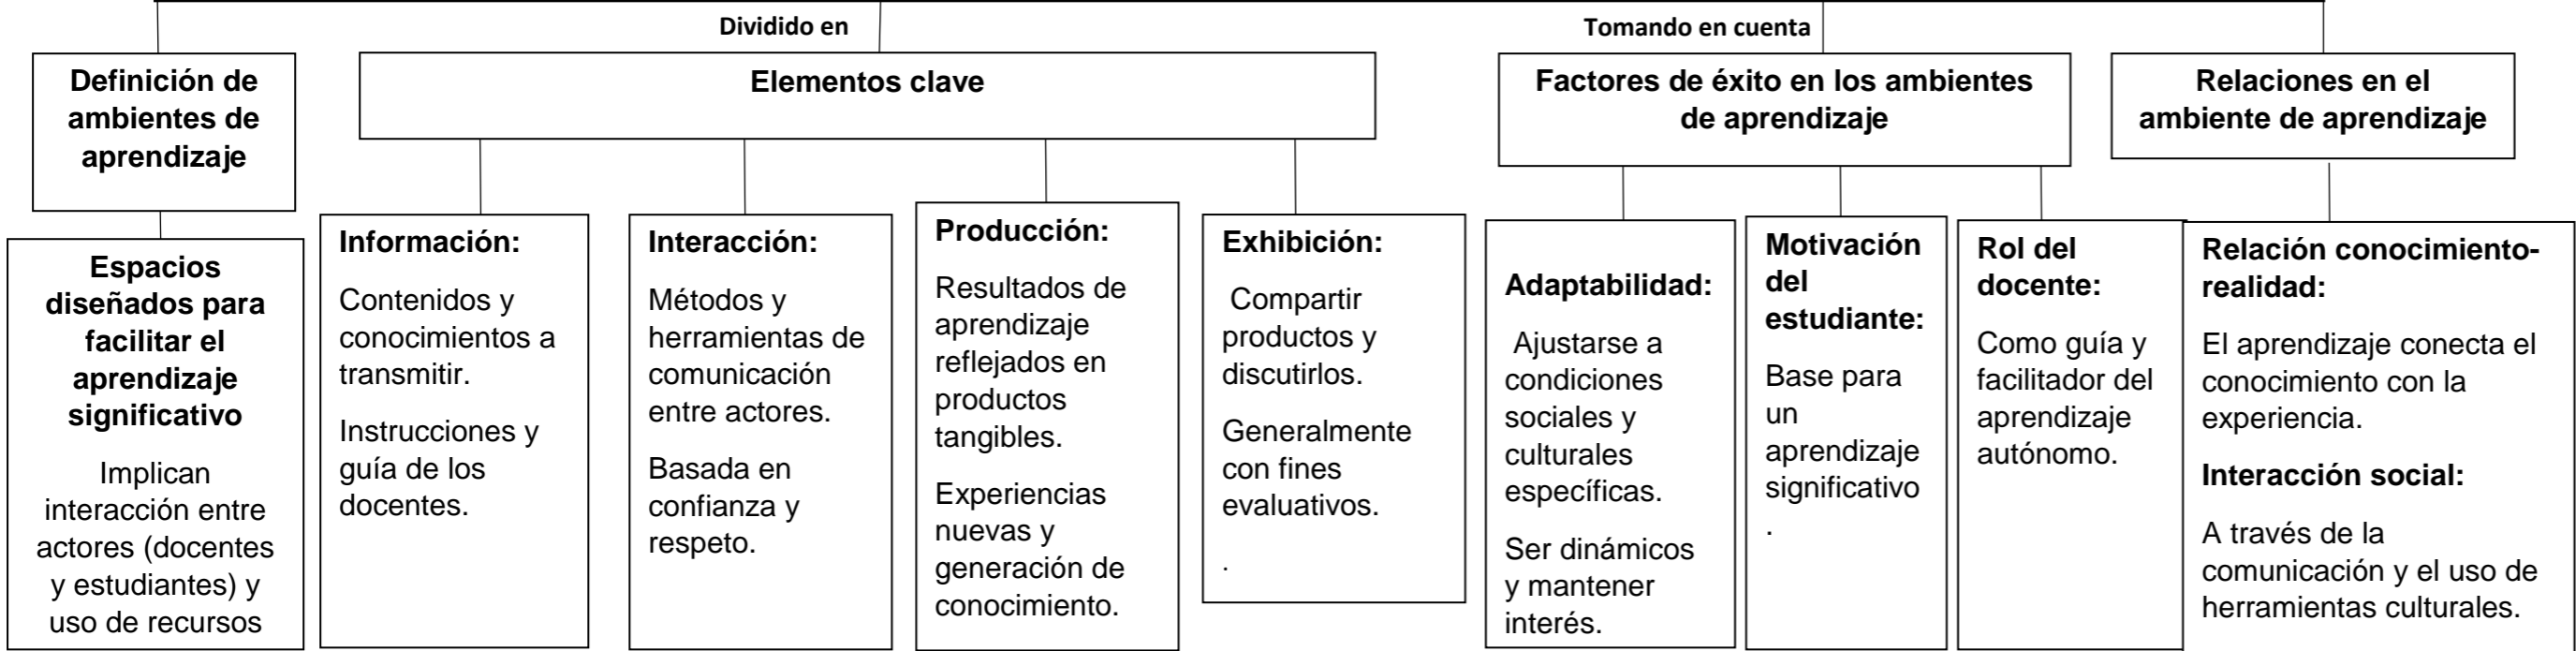 Dividido en
Tomando en cuenta
Definición de
ambientes de
aprendizaje
Elementos clave
Factores de éxito en los ambientes
de aprendizaje
Relaciones en el
ambiente de aprendizaje
Espacios
diseñados para
facilitar el
aprendizaje
significativo
Implican
interacción entre
actores (docentes
y estudiantes) y
uso de recursos
Información:
Contenidos y
conocimientos a
transmitir.
Instrucciones y
guía de los
docentes.
Interacción:
Métodos y
herramientas de
comunicación
entre actores.
Basada en
confianza y
respeto.
Producción:
Resultados de
aprendizaje
reflejados en
productos
tangibles.
Experiencias
nuevas y
generación de
conocimiento.
Exhibición:
Compartir
productos y
discutirlos.
Generalmente
con fines
evaluativos.
.
Adaptabilidad:
Ajustarse a
condiciones
sociales y
culturales
específicas.
Ser dinámicos
y mantener
interés.
Motivación
del
estudiante:
Base para
un
aprendizaje
significativo
.
Rol del
docente:
Como guía y
facilitador del
aprendizaje
autónomo.
Relación conocimiento-
realidad:
El aprendizaje conecta el
conocimiento con la
experiencia.
Interacción social:
A través de la
comunicación y el uso de
herramientas culturales.